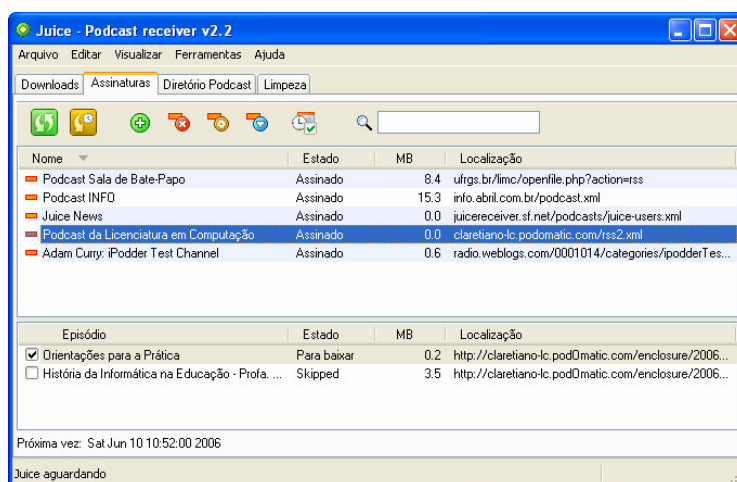 Juice - Podcast receiver v2.2
Arquivo Editar Visualizar Ferramentas Ajuda
Downloads Assinaturas Diretório Podcast Limpeza
Nome Estado MB Localização
Podcast Sala de Bate-Papo Assinado 8.4 ufrgs.br/limc/openfile.php?action=rss
Podcast INFO Assinado 15.3 info.abril.com.br/podcast.xml
Juice News Assinado 0.0 juicereceiver.sf.net/podcasts/juice-users.xml
Podcast da Licenciatura em Computação Assinado 0.0 claretiano-lc.podomatic.com/rss2.xml
Adam Curry: iPodder Test Channel Assinado 0.6 radio.weblogs.com/0001014/categories/ipodderTes...
Episódio Estado MB Localização
Orientações para a Prática Para baixar 0.2 http://claretiano-lc.podOmatic.com/enclosure/2006...
História da Informática na Educação - Profa. ... Skipped 3.5 http://claretiano-lc.podOmatic.com/enclosure/2006...
Próxima vez: Sat Jun 10 10:52:00 2006
Juice aguardando